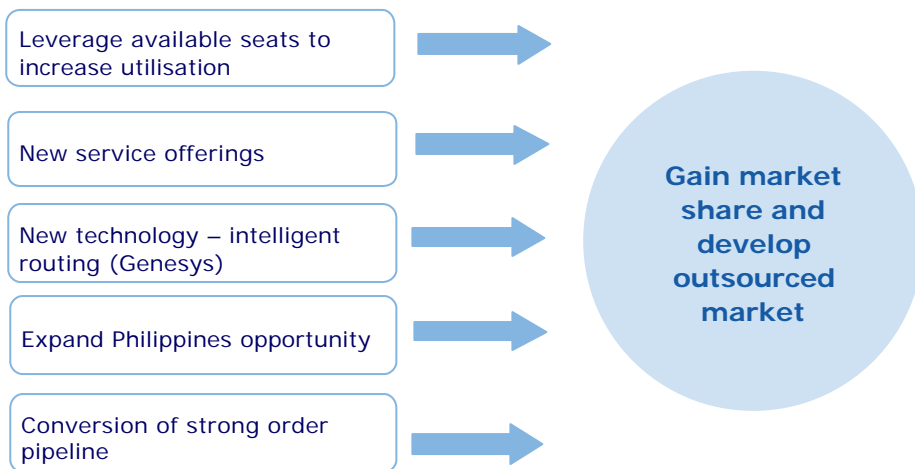 Leverage available seats to
increase utilisation
New service offerings
New technology – intelligent
routing (Genesys)
Expand Philippines opportunity
Conversion of strong order
pipeline
Gain market
share and
develop
outsourced
market